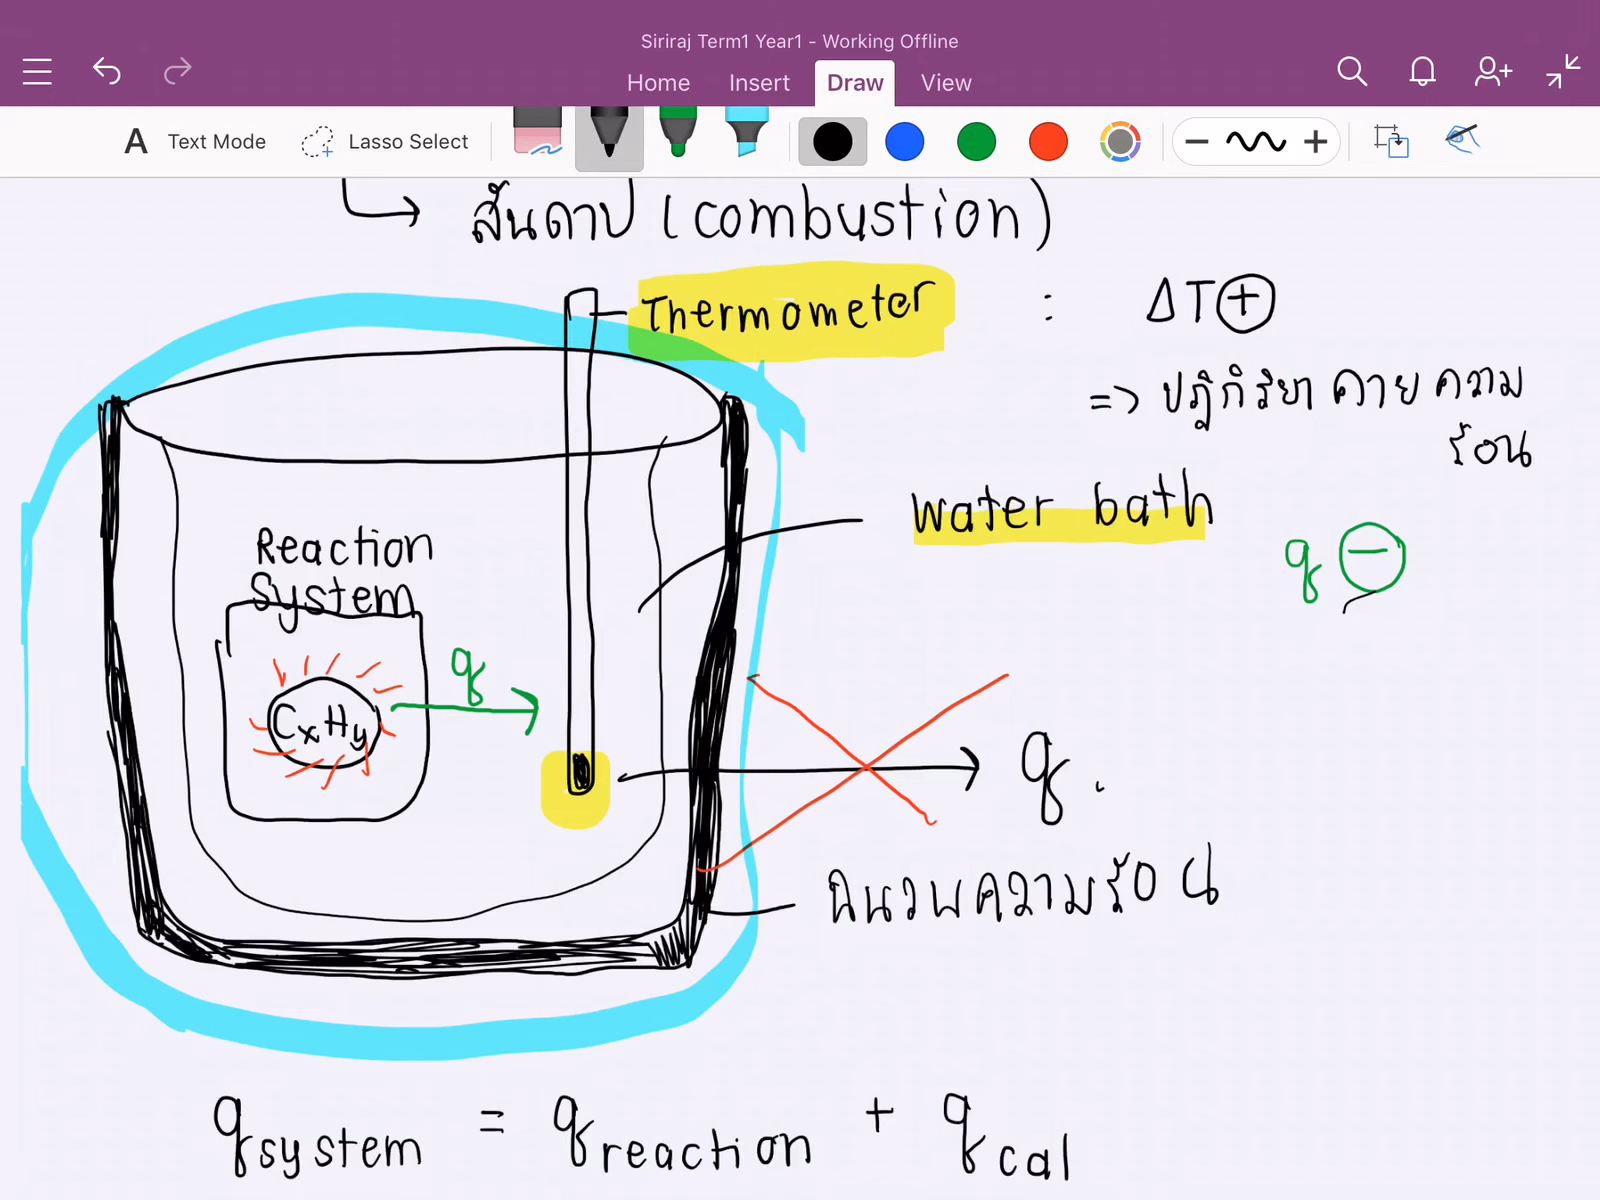 Siriraj Term1 Year1 - Working Offline
Home Insert Draw View
A Text Mode Lasso Select
สันดาป (combustion)
Thermometer : ΔT⊕
=> ปฏิกิริยา คาย ความ
ร้อน
water bath
q ⊖
Reaction
System
q
CxHy
q .
ฉนวนความร้อน
qsystem = qreaction + qcal